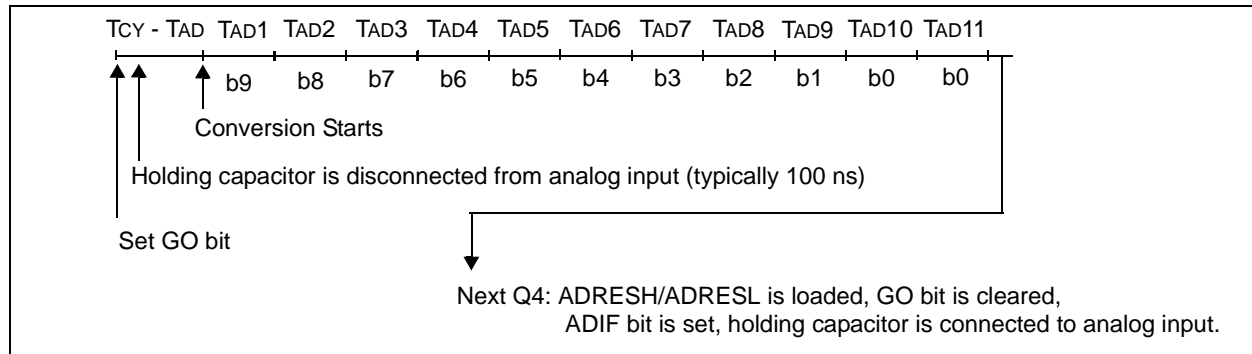 TCY - TAD TAD1 TAD2 TAD3 TAD4 TAD5 TAD6 TAD7 TAD8 TAD9 TAD10 TAD11
b9 b8 b7 b6 b5 b4 b3 b2 b1 b0 b0
Conversion Starts
Holding capacitor is disconnected from analog input (typically 100 ns)
Set GO bit
Next Q4: ADRESH/ADRESL is loaded, GO bit is cleared,
ADIF bit is set, holding capacitor is connected to analog input.